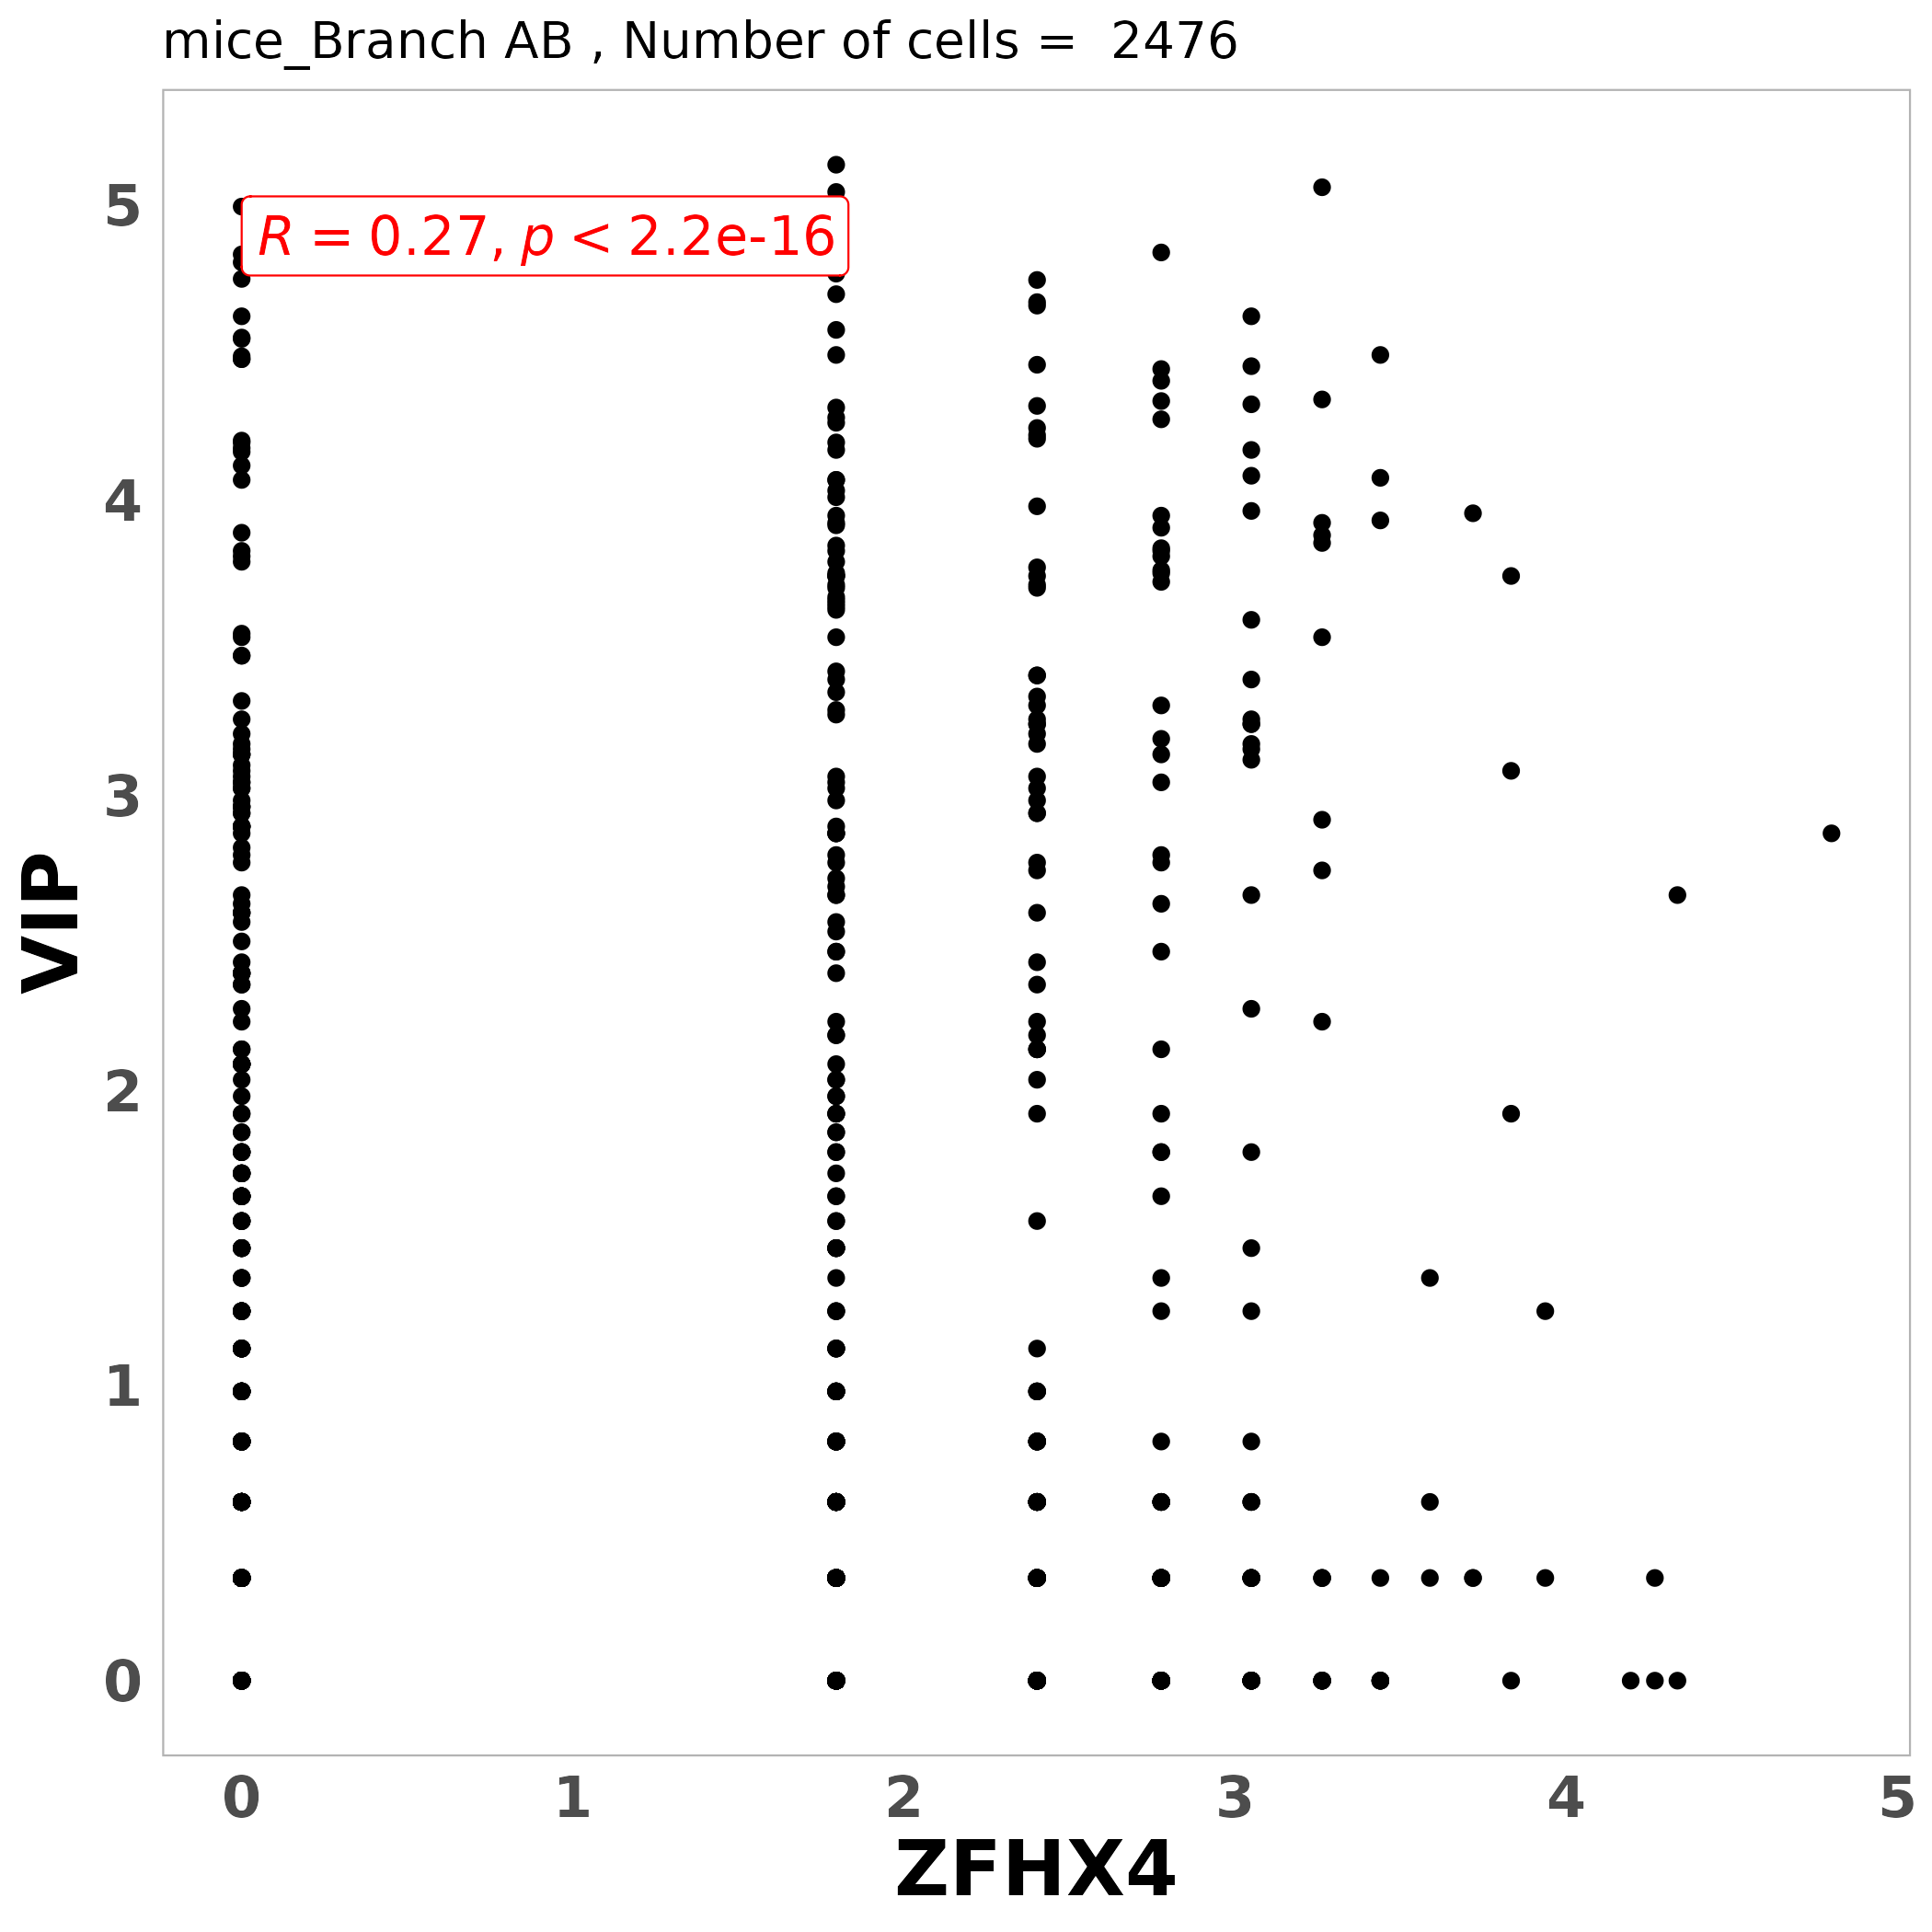 mice_Branch AB , Number of cells =  2476
R = 0.27, p < 2.2e-16
5
4
3
2
1
0
VIP
0 1 2 3 4 5
ZFHX4